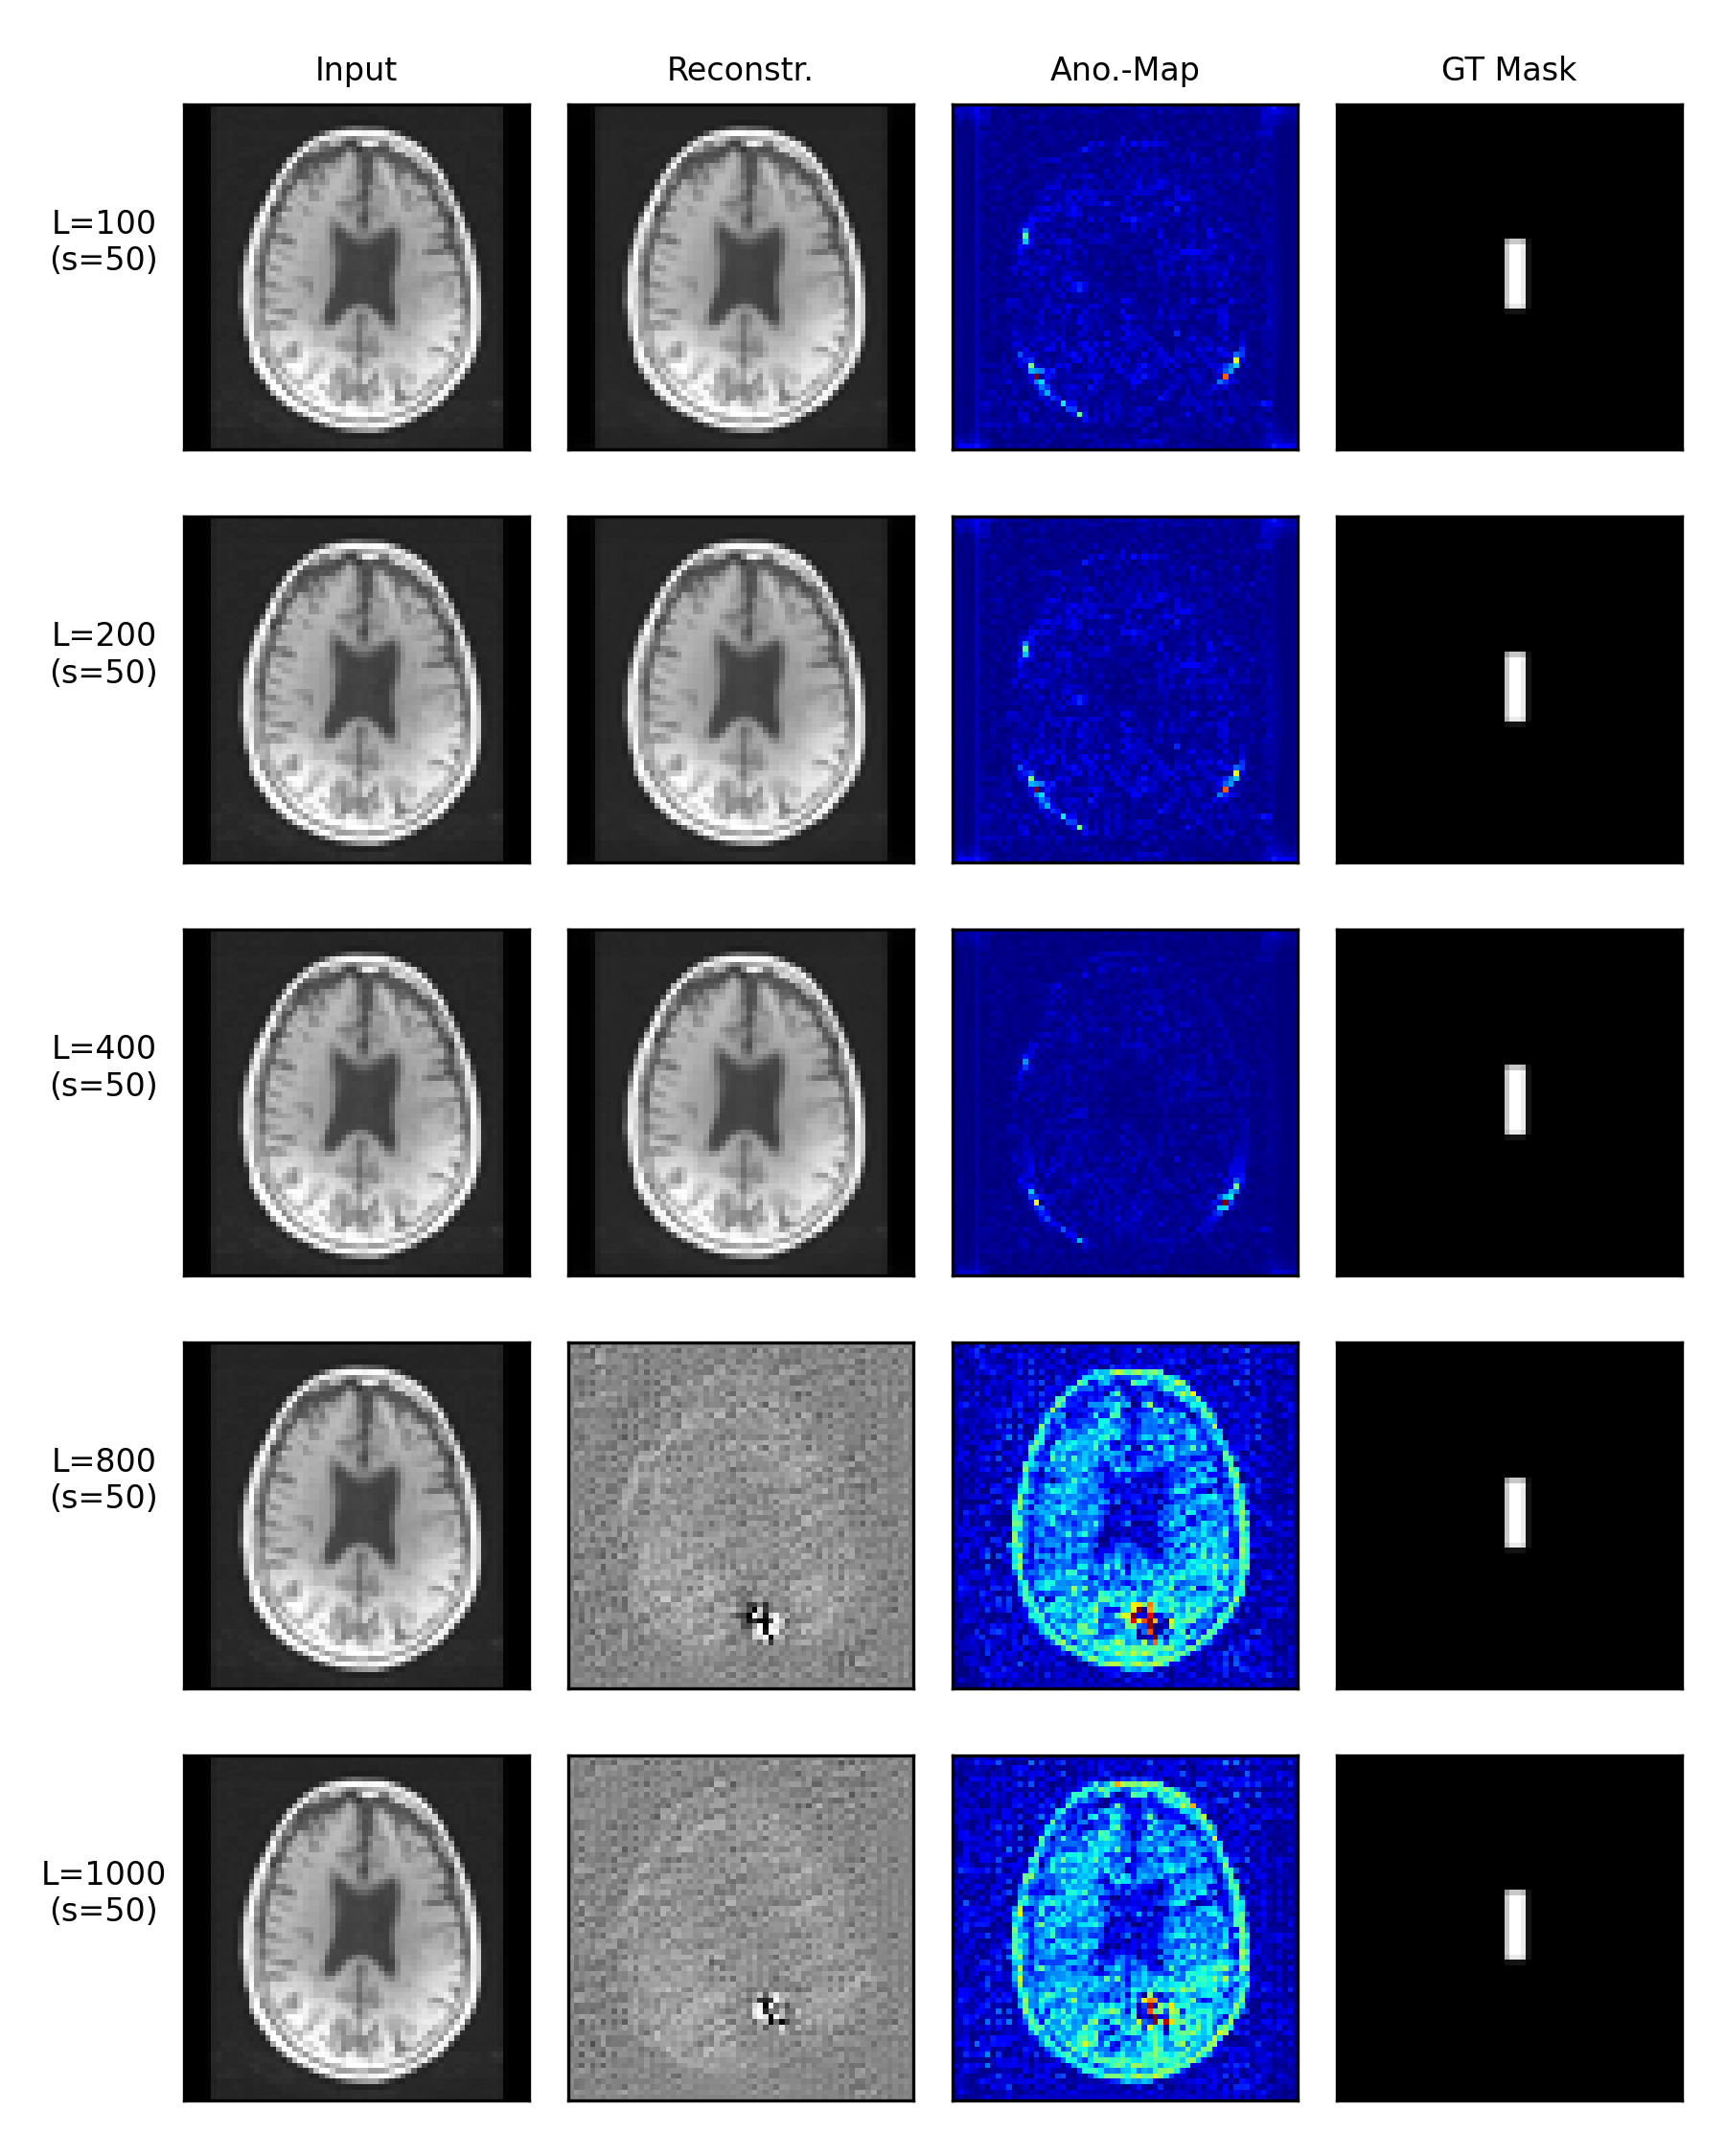 Input Reconstr. Ano.-Map GT Mask
L=100
(s=50)
L=200
(s=50)
L=400
(s=50)
L=800
(s=50)
L=1000
(s=50)